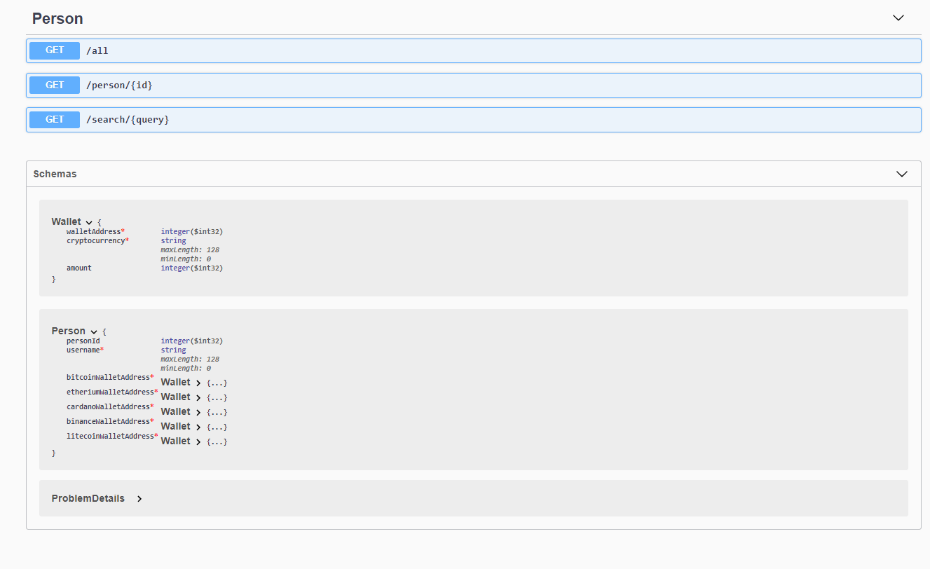 Person
GET /all
GET /person/{id}
GET /search/{query}
Schemas
Wallet {
walletAddress* integer($int32)
cryptocurrency* string
maxLength: 128
minLength: 0
amount integer($int32)
}
Person {
personId integer($int32)
username* string
maxLength: 128
minLength: 0
bitcoinWalletAddress* Wallet {...}
etheriumWalletAddress* Wallet {...}
cardanoWalletAddress* Wallet {...}
binanceWalletAddress* Wallet {...}
litecoinWalletAddress* Wallet {...}
}
ProblemDetails